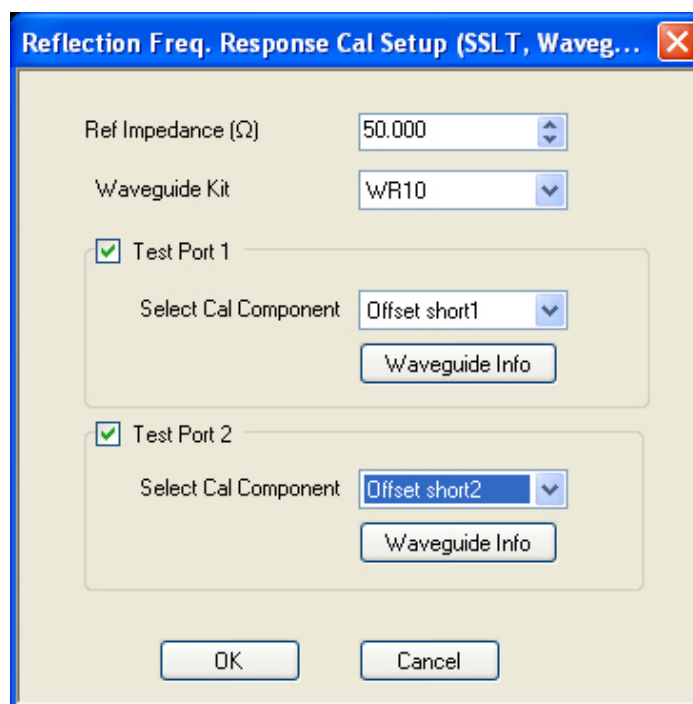 Reflection Freq. Response Cal Setup (SSLT, Waveg...
Ref Impedance (Ω) 50.000
Waveguide Kit WR10
Test Port 1
Select Cal Component Offset short1
Waveguide Info
Test Port 2
Select Cal Component Offset short2
Waveguide Info
OK Cancel